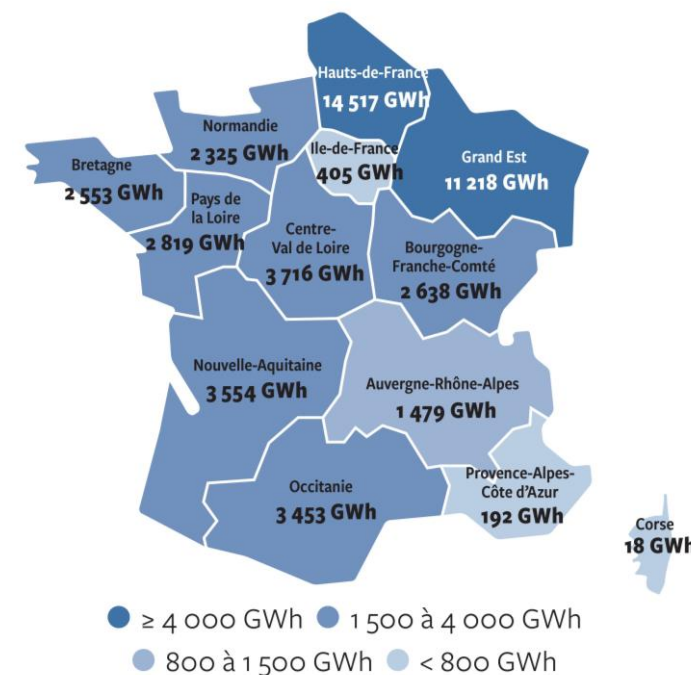 Hauts-de-France
14 517 GWh
Normandie
2 325 GWh
Ile-de-France
405 GWh
Grand Est
11 218 GWh
Bretagne
2 553 GWh
Pays de
la Loire
2 819 GWh
Centre-
Val de Loire
3 716 GWh
Bourgogne-
Franche-Comté
2 638 GWh
Nouvelle-Aquitaine
3 554 GWh
Auvergne-Rhône-Alpes
1 479 GWh
Occitanie
3 453 GWh
Provence-Alpes-
Côte d’Azur
192 GWh
Corse
18 GWh
≥ 4 000 GWh 1 500 à 4 000 GWh
800 à 1 500 GWh < 800 GWh